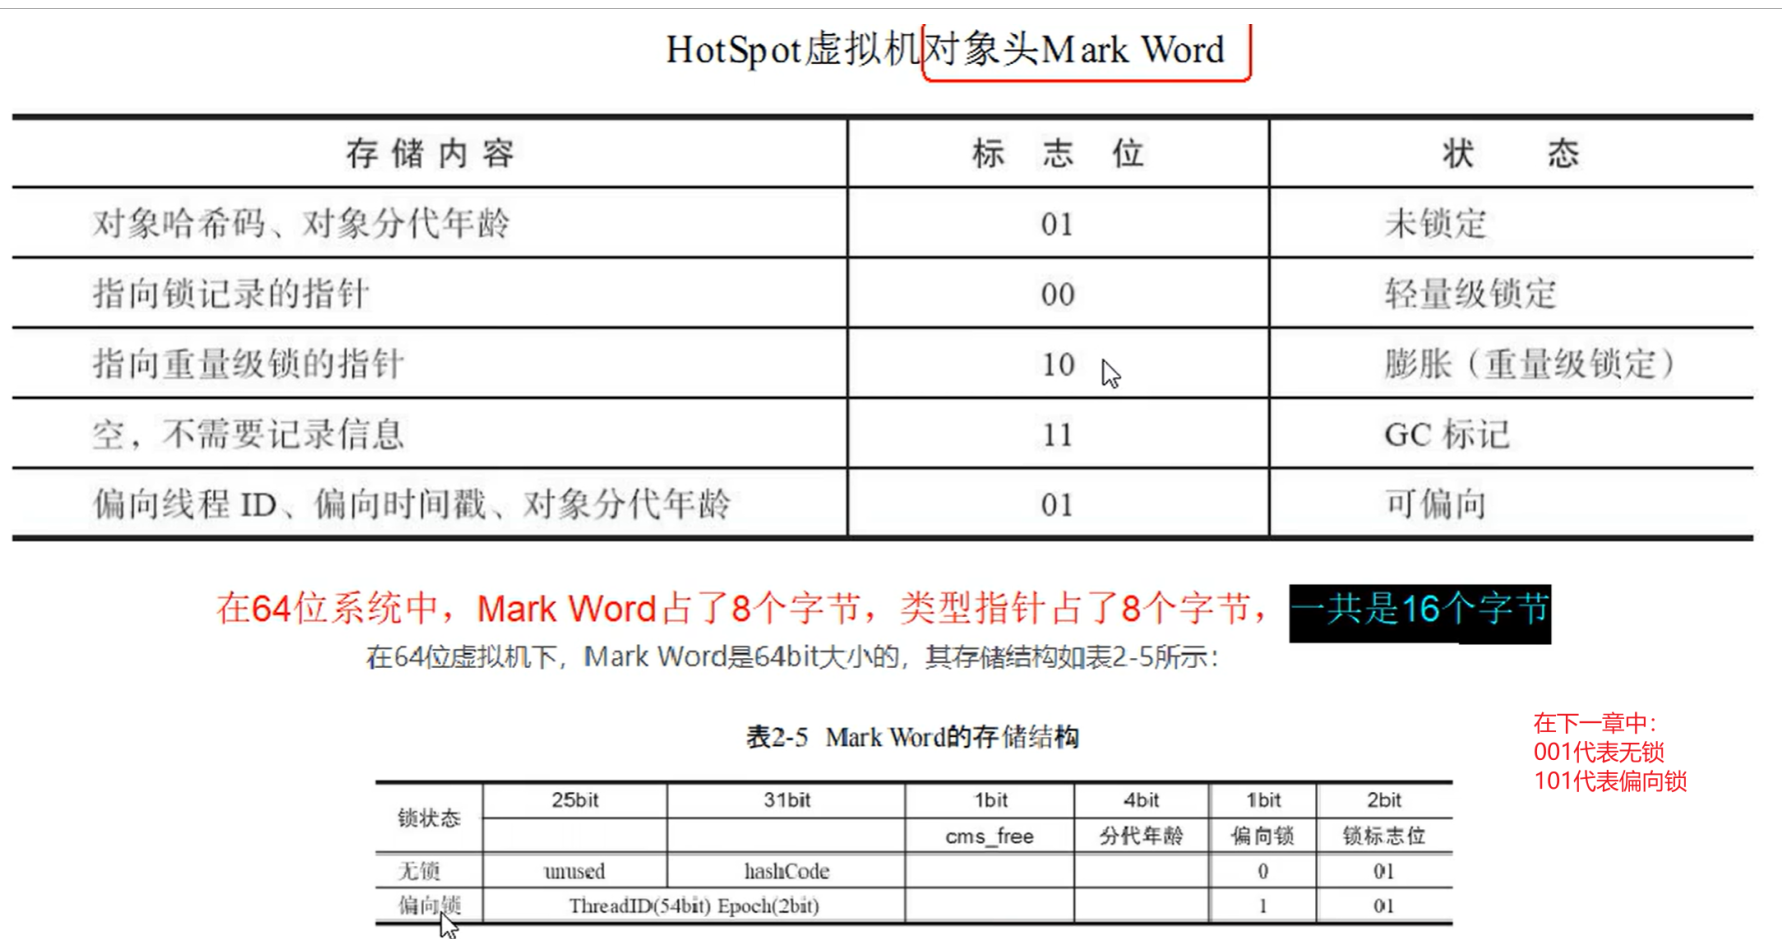 HotSpot虚拟机对象头Mark Word
存储内容 标志位 状态
对象哈希码、对象分代年龄 01 未锁定
指向锁记录的指针 00 轻量级锁定
指向重量级锁的指针 10 膨胀（重量级锁定）
空，不需要记录信息 11 GC 标记
偏向线程 ID、偏向时间戳、对象分代年龄 01 可偏向
在64位系统中，Mark Word占了8个字节，类型指针占了8个字节，一共是16个字节
在64位虚拟机下，Mark Word是64bit大小的，其存储结构如表2-5所示：
在下一章中：
001代表无锁
101代表偏向锁
表2-5 Mark Word的存储结构
锁状态 25bit 31bit 1bit 4bit 1bit 2bit
cms_free 分代年龄 偏向锁 锁标志位
无锁 unused hashCode 0 01
偏向锁 ThreadID(54bit) Epoch(2bit) 1 01